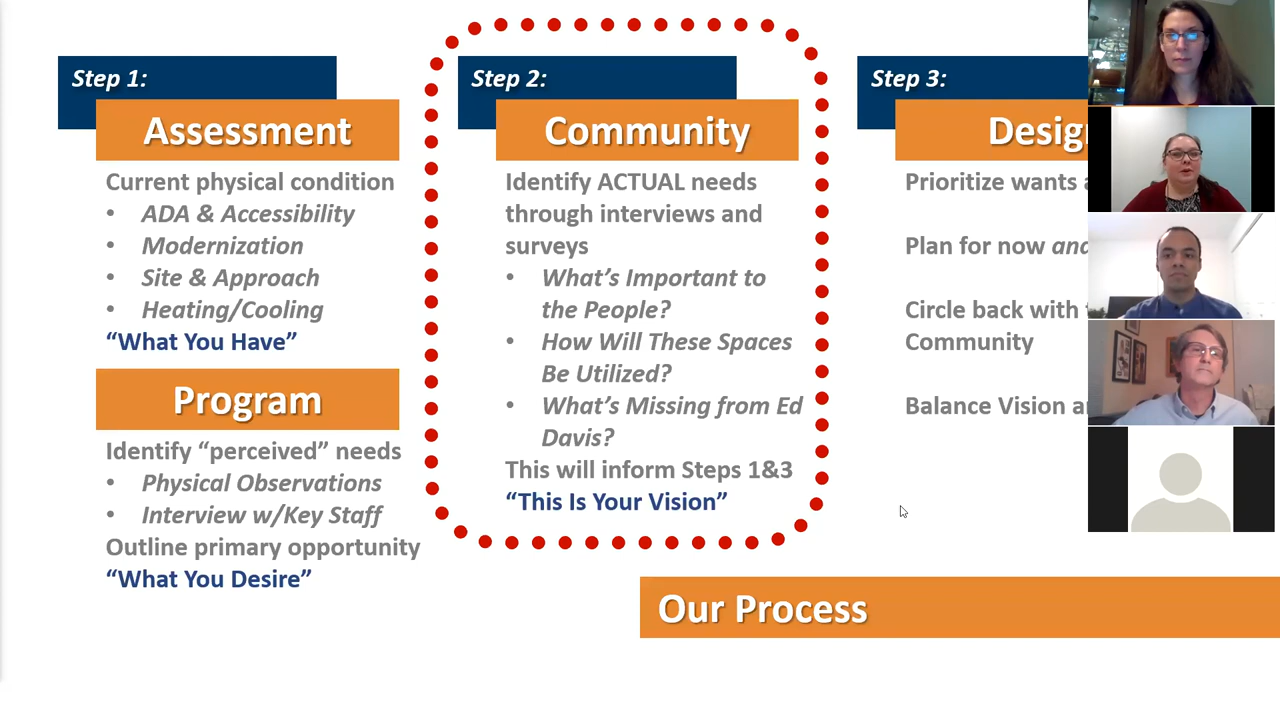 Step 1:
Assessment
Current physical condition
• ADA & Accessibility
• Modernization
• Site & Approach
• Heating/Cooling
“What You Have”
Program
Identify “perceived” needs
• Physical Observations
• Interview w/Key Staff
Outline primary opportunity
“What You Desire”
Step 2:
Community
Identify ACTUAL needs
through interviews and
surveys
• What’s Important to
the People?
• How Will These Spaces
Be Utilized?
• What’s Missing from Ed
Davis?
This will inform Steps 1&3
“This Is Your Vision”
Step 3:
Prioritize wants
Plan for now
Circle back with
Community
Balance Vision
Our Process